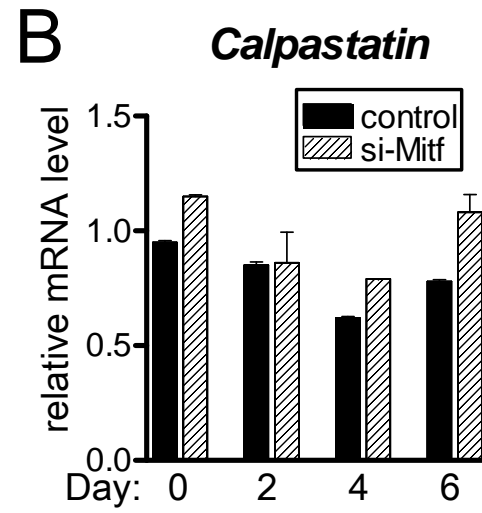 B
Calpastatin
control
si-Mitf
relative mRNA level
1.5
1.0
0.5
0.0
Day: 0 2 4 6